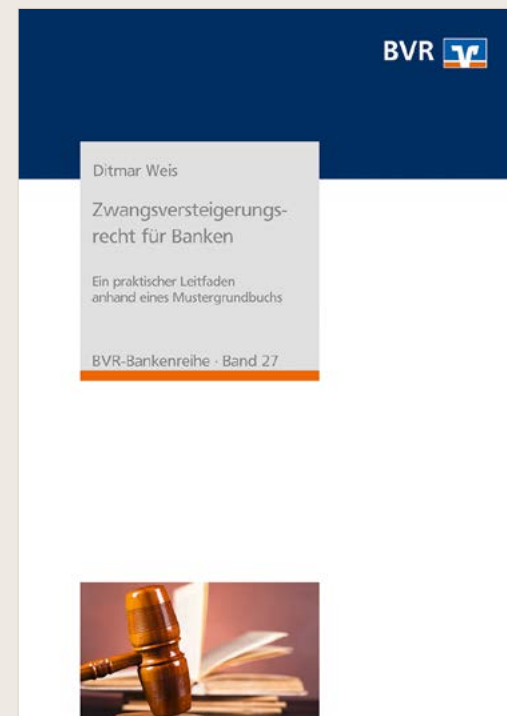 BVR
Ditmar Weis
Zwangsversteigerungs-
recht für Banken
Ein praktischer Leitfaden
anhand eines Mustergrundbuchs
BVR-Bankenreihe · Band 27